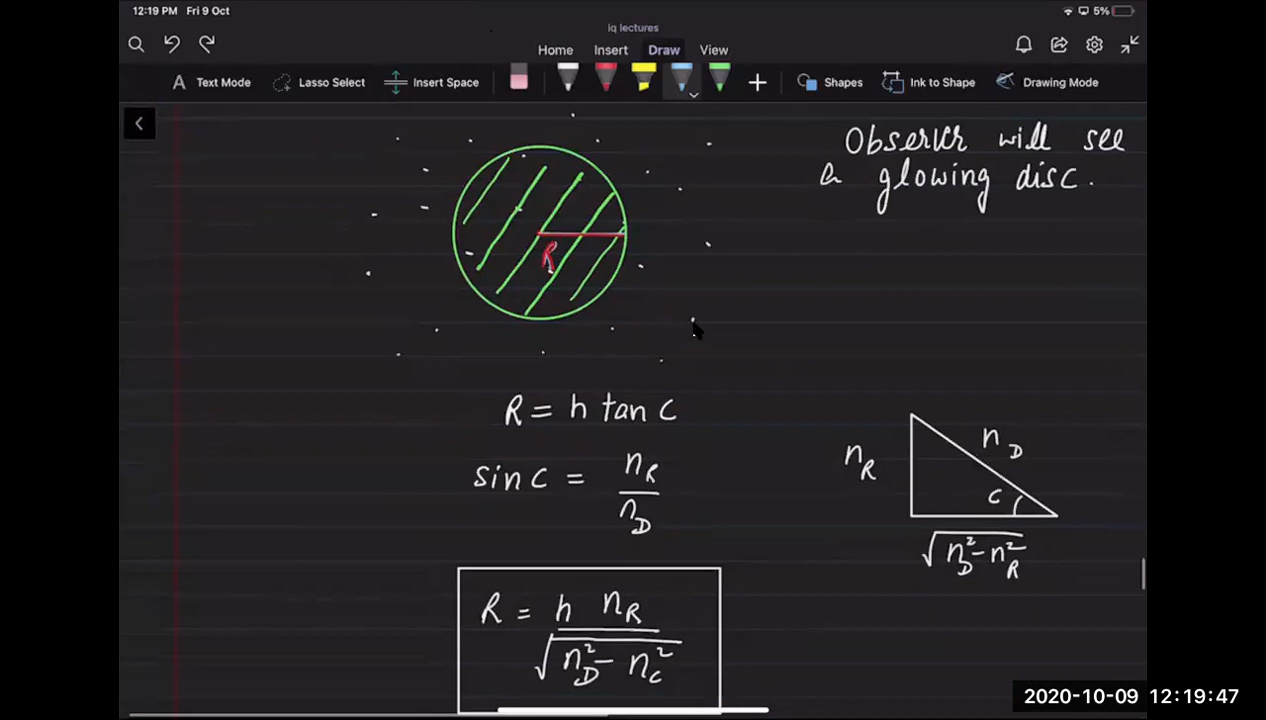 12:19 PM Fri 9 Oct
5%
iq lectures
Home Insert Draw View
Text Mode Lasso Select Insert Space Shapes Ink to Shape Drawing Mode
Observer will see
a glowing disc.
R
R = h tan C
sin C = n_R / n_D
n_R
n_D
C
√(n_D² - n_R²)
R = h n_R / √(n_D² - n_C²)
2020-10-09 12:19:47